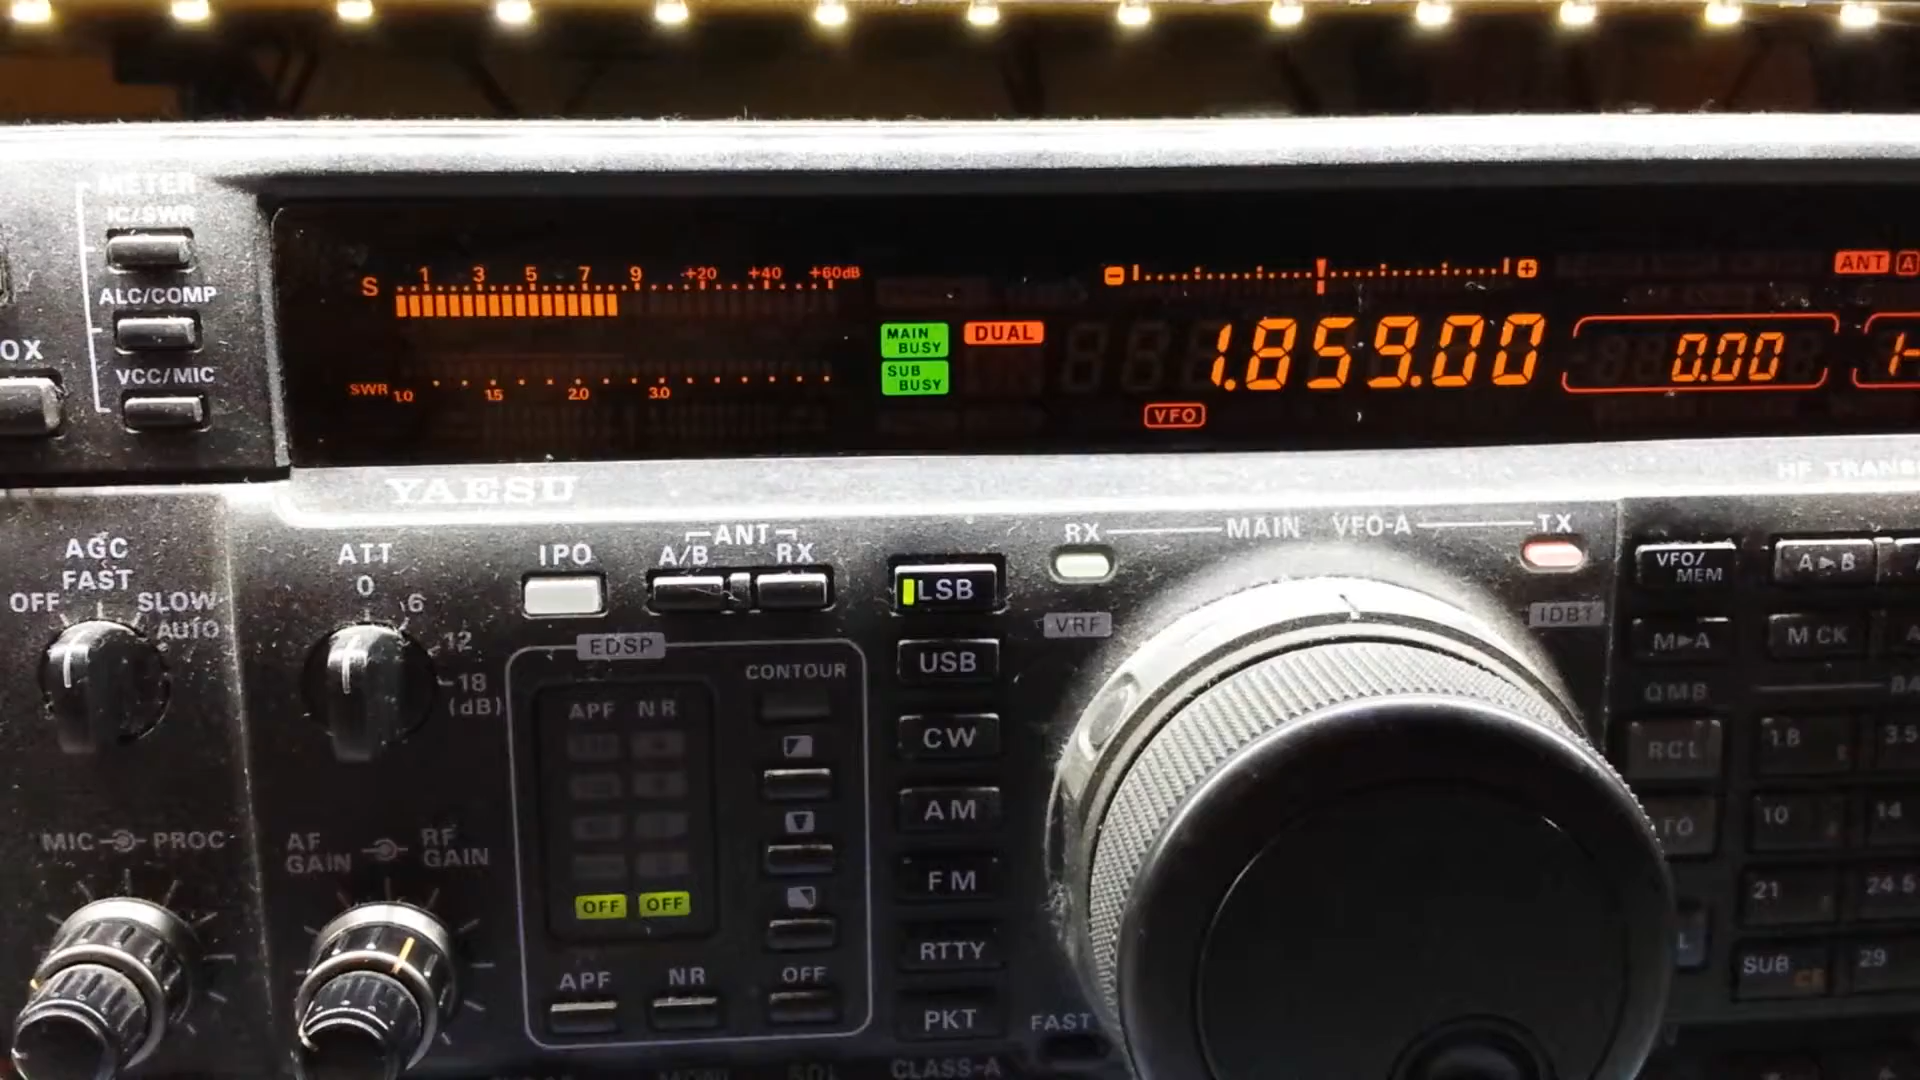 METER
IC/SWR
ALC/COMP
VCC/MIC
OX
S 1 3 5 7 9 +20 +40 +60dB
SWR 1.0 1.5 2.0 3.0
MAIN BUSY
SUB BUSY
DUAL
1.859.00
0.00
VFO
ANT A
YAESU
AGC
FAST
OFF
SLOW
AUTO
ATT
0
6
12
18
(dB)
IPO
ANT
A/B RX
LSB
USB
CW
AM
FM
RTTY
PKT
CLASS-A
EDSP
CONTOUR
APF NR
OFF OFF
APF NR OFF
MIC PROC
AF GAIN
RF GAIN
RX MAIN VFO-A TX
VRF
IDBT
FAST
VFO/MEM
A▶B
M▶A
M CK
QMB
RCL
1.8 3.5
10 14
21 24.5
SUB 29